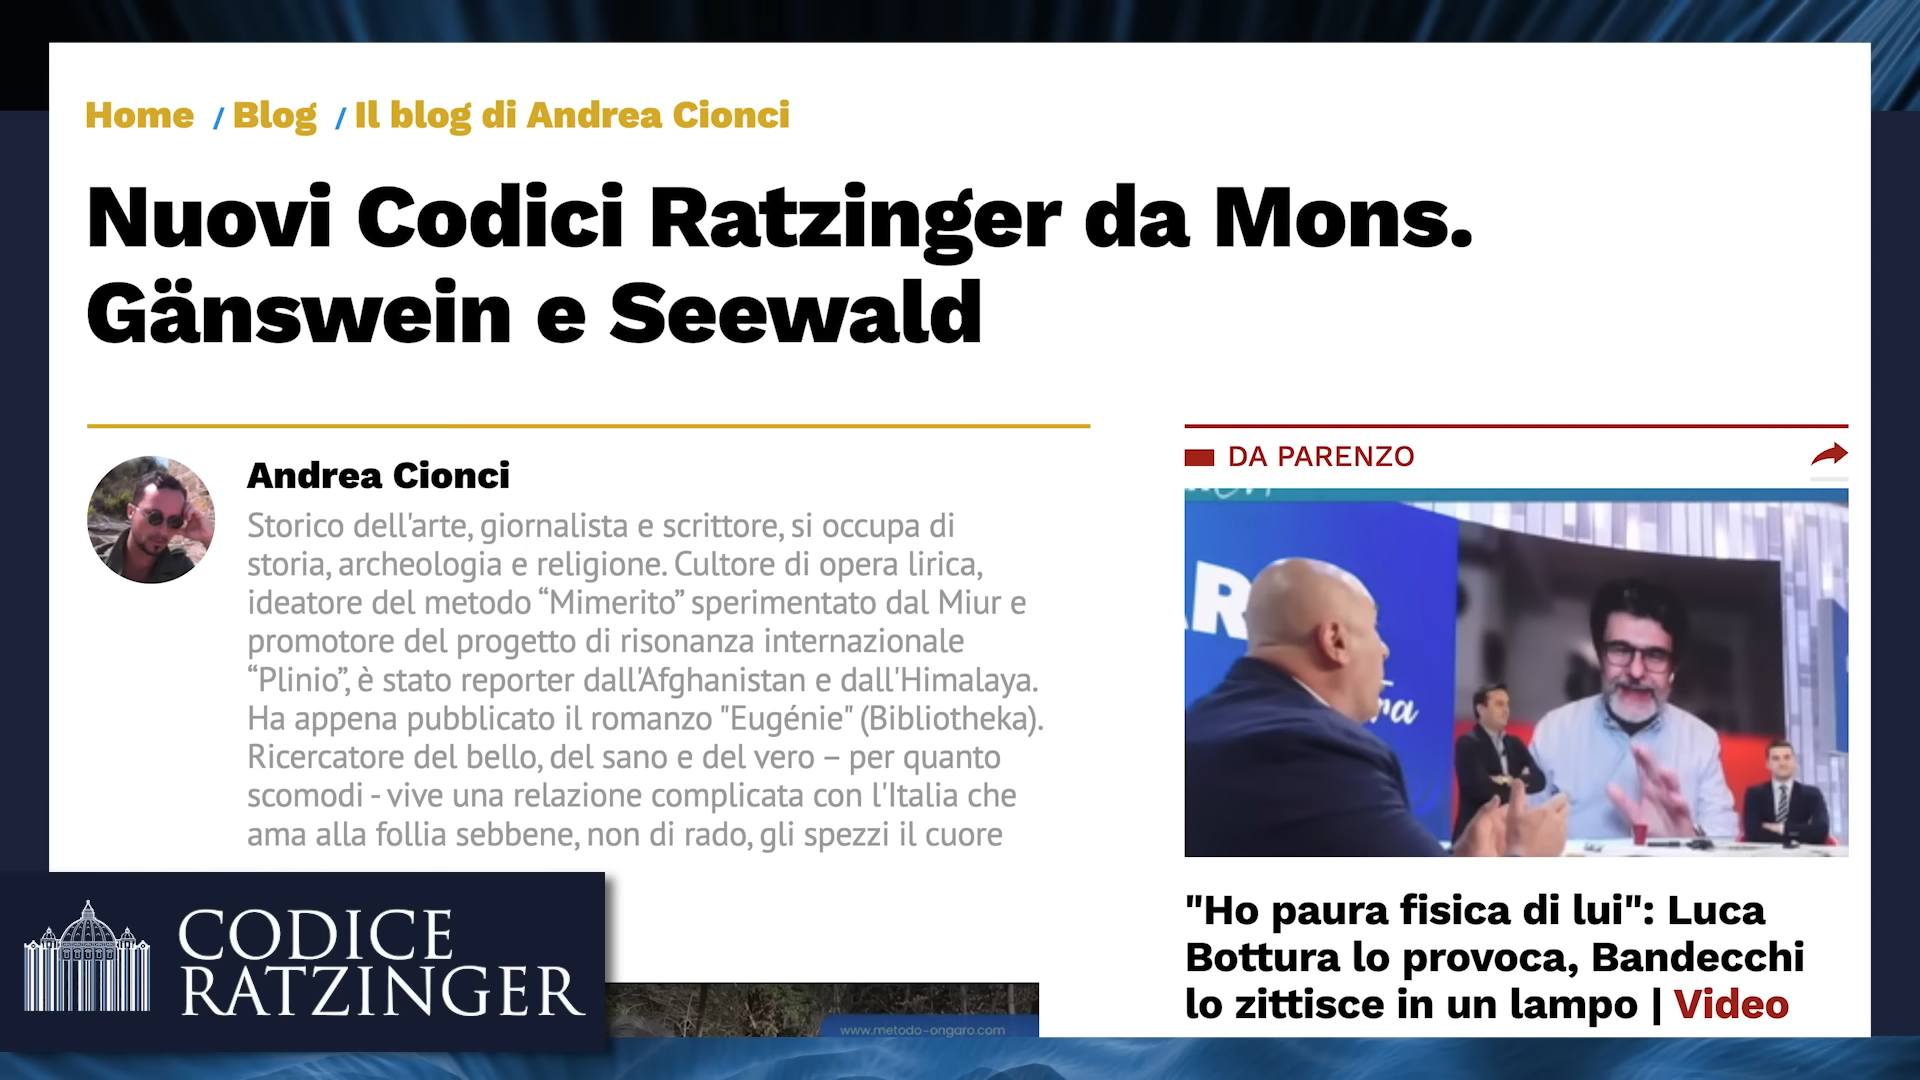 Home / Blog / Il blog di Andrea Cionci
Nuovi Codici Ratzinger da Mons.
Gänswein e Seewald
Andrea Cionci
Storico dell'arte, giornalista e scrittore, si occupa di
storia, archeologia e religione. Cultore di opera lirica,
ideatore del metodo “Mimerito” sperimentato dal Miur e
promotore del progetto di risonanza internazionale
“Plinio”, è stato reporter dall'Afghanistan e dall'Himalaya.
Ha appena pubblicato il romanzo "Eugénie" (Bibliotheka).
Ricercatore del bello, del sano e del vero – per quanto
scomodi - vive una relazione complicata con l'Italia che
ama alla follia sebbene, non di rado, gli spezzi il cuore
DA PARENZO
AR
ra
"Ho paura fisica di lui": Luca
Bottura lo provoca, Bandecchi
lo zittisce in un lampo | Video
www.metodo-ongaro.com
CODICE
RATZINGER